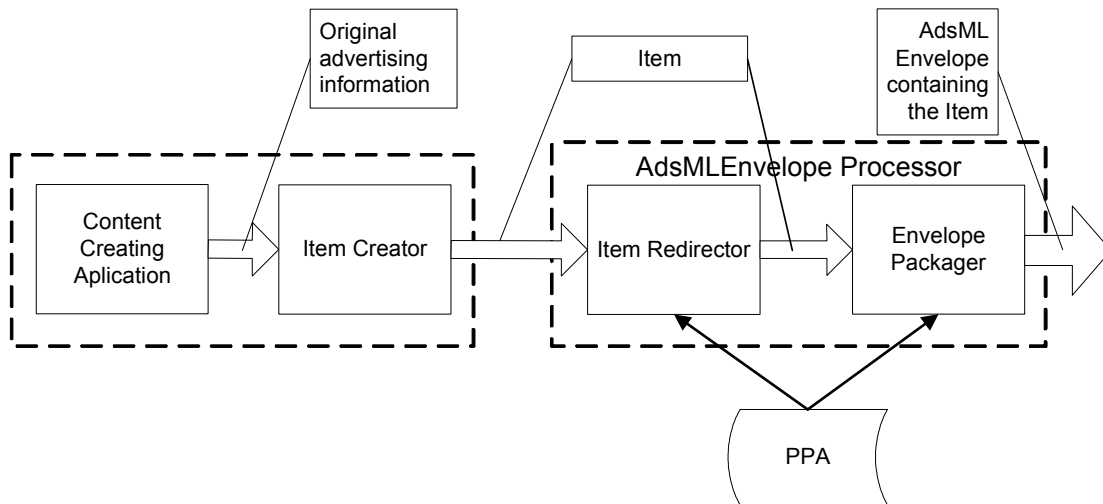 Original
advertising
information
Item
AdsML
Envelope
containing
the Item
AdsMLEnvelope Processor
Content
Creating
Aplication
Item Creator
Item Redirector
Envelope
Packager
PPA